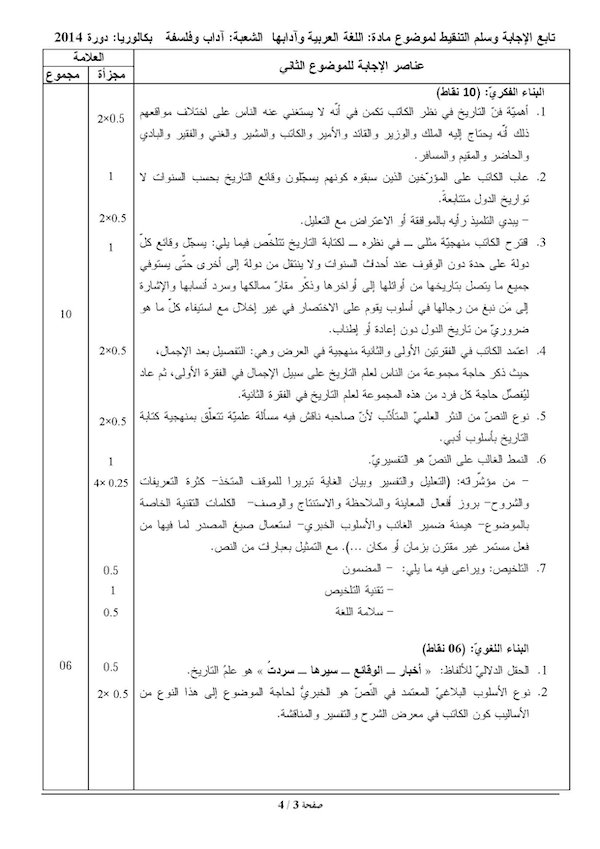 تابع الإجابة وسلم التنقيط لموضوع مادة: اللغة العربية وآدابها الشعبة: آداب وفلسفة بكالوريا: دورة 2014
العلامة
عناصر الإجابة للموضوع الثاني
مجزأة
مجموع
البناء الفكريّ: (10 نقاط)
1. أهميّة فنّ التاريخ في نظر الكاتب تكمن في أنّه لا يستغني عنه الناس على اختلاف مواقعهم
2×0.5
ذلك أنّه يحتاج إليه الملك والوزير والقائد والأمير والكاتب والمشير والغني والفقير والبادي
والحاضر والمقيم والمسافر.
2. عاب الكاتب على المؤرّخين الذين سبقوه كونهم يسجّلون وقائع التاريخ بحسب السنوات لا
1
تواريخ الدول متتابعةً.
– يبدي التلميذ رأيه بالموافقة أو الاعتراض مع التعليل.
2×0.5
3. اقترح الكاتب منهجيّة مثلى ــ في نظره ــ لكتابة التاريخ تتلخّص فيما يلي: يسجّل وقائع كلّ
1
دولة على حدة دون الوقوف عند أحداث السنوات ولا ينتقل من دولة إلى أخرى حتّى يستوفي
جميع ما يتصل بتاريخها من أوائلها إلى أواخرها وذكْر مقارّ ممالكها وسرد أنسابها والإشارة
إلى مَن نبغ من رجالها في أسلوب يقوم على الاختصار في غير إخلال مع استيفاء كلّ ما هو
10
ضروريّ من تاريخ الدول دون إعادة أو إطناب.
4. اعتمد الكاتب في الفقرتين الأولى والثانية منهجية في العرض وهي: التفصيل بعد الإجمال،
2×0.5
حيث ذكر حاجة مجموعة من الناس لعلم التاريخ على سبيل الإجمال في الفقرة الأولى، ثم عاد
ليُفصِّل حاجة كل فرد من هذه المجموعة لعلم التاريخ في الفقرة الثانية.
5. نوع النصّ من النثر العلميّ المتأدّب لأنّ صاحبه ناقش فيه مسألة علميّة تتعلّق بمنهجية كتابة
2×0.5
التاريخ بأسلوب أدبي.
6. النمط الغالب على النصّ هو التفسيريّ.
1
– من مؤشّراته: (التعليل والتفسير وبيان الغاية تبريرا للموقف المتخذ– كثرة التعريفات
4× 0.25
والشروح– بروز أفعال المعاينة والملاحظة والاستنتاج والوصف– الكلمات التقنية الخاصة
بالموضوع– هيمنة ضمير الغائب والأسلوب الخبري– استعمال صيغ المصدر لما فيها من
فعل مستمر غير مقترن بزمان أو مكان ...). مع التمثيل بعبارات من النص.
7. التلخيص: ويراعى فيه ما يلي: – المضمون
0.5
– تقنية التلخيص
1
– سلامة اللغة
0.5
البناء اللغويّ: (06 نقاط)
1. الحقل الدلاليّ للألفاظ: « أخبار ــ الوقائع ــ سيرها ــ سردتُ » هو علمُ التاريخ.
0.5
06
2. نوع الأسلوب البلاغيّ المعتمد في النّصّ هو الخبريُّ لحاجة الموضوع إلى هذا النوع من
2× 0.5
الأساليب كون الكاتب في معرض الشرح والتفسير والمناقشة.
صفحة 3 / 4